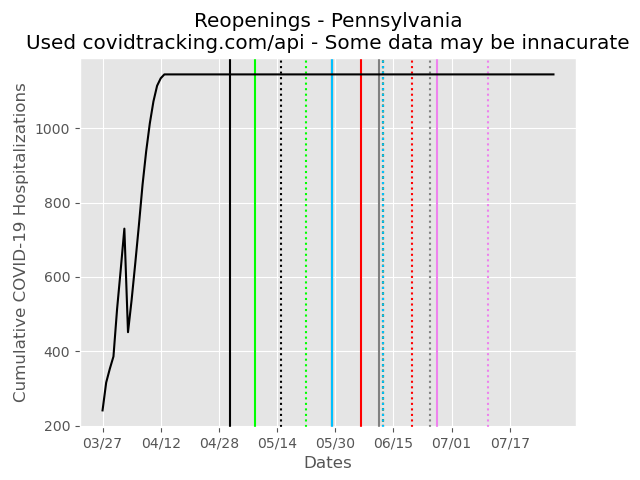 Reopenings - Pennsylvania
Used covidtracking.com/api - Some data may be innacurate
Cumulative COVID-19 Hospitalizations
1000
800
600
400
200
03/27 04/12 04/28 05/14 05/30 06/15 07/01 07/17
Dates